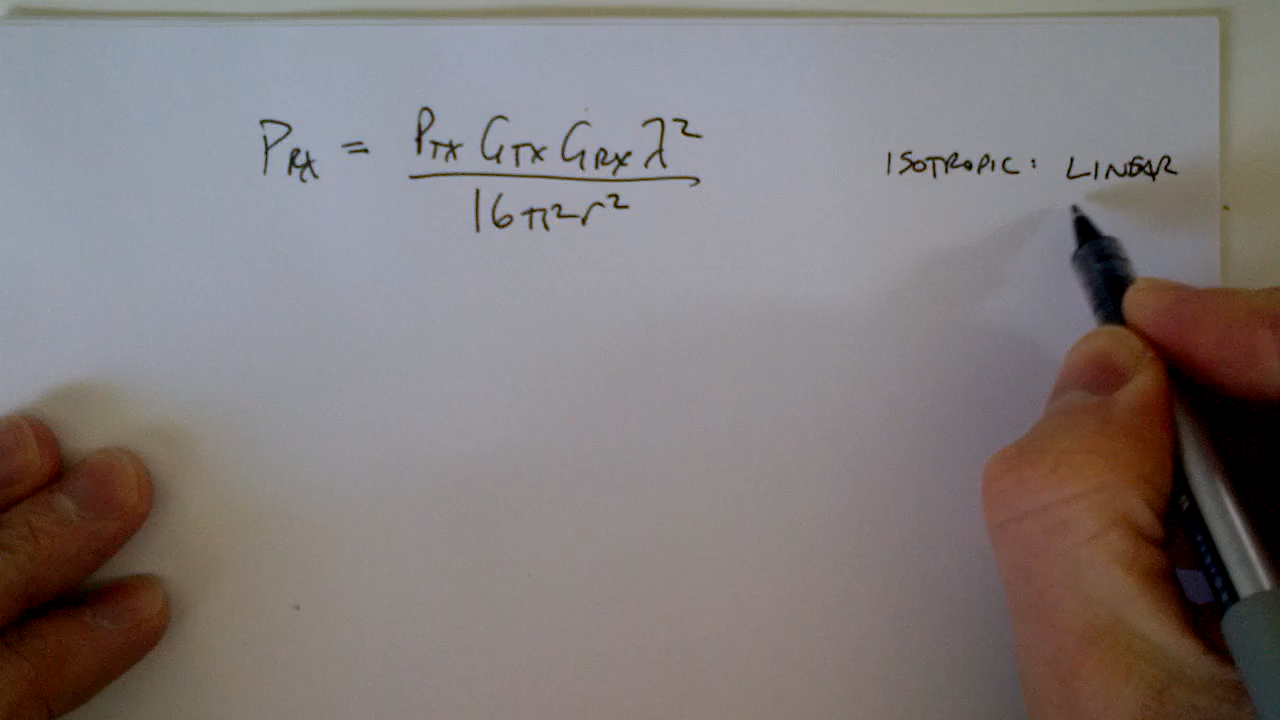 P_RX = P_TX G_TX G_RX λ² / 16π²r²
ISOTROPIC: LINEAR